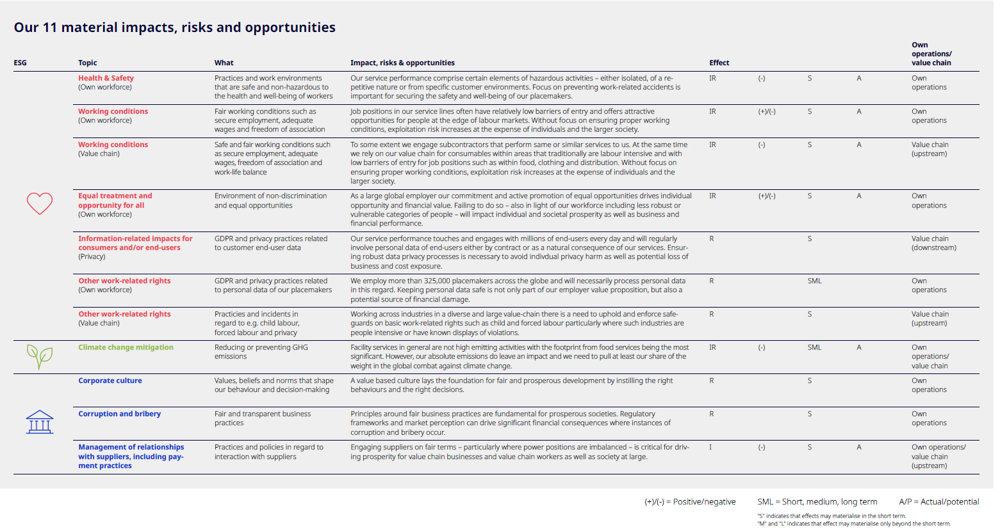 Our 11 material impacts, risks and opportunities
ESG
Topic
What
Impact, risks & opportunities
Effect
Own
operations/
value chain
Health & Safety
(Own workforce)
Practices and work environments
that are safe and non-hazardous to
the health and well-being of workers
Our service performance comprise certain elements of hazardous activities – either isolated, of a re-
petitive nature or from specific customer environments. Focus on preventing work-related accidents is
important for securing the safety and well-being of our placemakers.
IR
(-)
S
A
Own
operations
Working conditions
(Own workforce)
Fair working conditions such as
secure employment, adequate
wages and freedom of association
Job positions in our service lines often have relatively low barriers of entry and offers attractive
opportunities for people at the edge of labour markets. Without focus on ensuring proper working
conditions, exploitation risk increases at the expense of individuals and the larger society.
IR
(+)/(-)
S
A
Own
operations
Working conditions
(Value chain)
Safe and fair working conditions such
as secure employment, adequate
wages, freedom of association and
work-life balance
To some extent we engage subcontractors that perform same or similar services to us. At the same time
we rely on our value chain for consumables within areas that traditionally are labour intensive and with
low barriers of entry for job positions such as within food, clothing and distribution. Without focus on
ensuring proper working conditions, exploitation risk increases at the expense of individuals and the
larger society.
IR
(-)
S
A
Value chain
(upstream)
Equal treatment and
opportunity for all
(Own workforce)
Environment of non-discrimination
and equal opportunities
As a large global employer our commitment and active promotion of equal opportunities drives individual
opportunity and financial value. Failing to do so – also in light of our workforce including less robust or
vulnerable categories of people – will impact individual and societal prosperity as well as business and
financial performance.
IR
(+)/(-)
S
A
Own
operations
Information-related impacts for
consumers and/or end-users
(Privacy)
GDPR and privacy practices related
to customer end-user data
Our service performance touches and engages with millions of end-users every day and will regularly
involve personal data of end-users either by contract or as a natural consequence of our services. Ensur-
ing robust data privacy processes is necessary to avoid indivdual privacy harm as well as potential loss of
business and cost exposure.
R
S
Value chain
(downstream)
Other work-related rights
(Own workforce)
GDPR and privacy practices related
to personal data of our placemakers
We employ more than 325,000 placemakers across the globe and will necessarily process personal data
in this regard. Keeping personal data safe is not only part of our employer value proposition, but also a
potential source of financial damage.
R
SML
Own
operations
Other work-related rights
(Value chain)
Practicies and incidents in
regard to e.g. child labour,
forced labour and privacy
Working across industries in a diverse and large value-chain there is a need to uphold and enforce safe-
guards on basic work-related rights such as child and forced labour particularly where such industries are
people intensive or have known displays of violations.
R
S
Value chain
(upstream)
Climate change mitigation
Reducing or preventing GHG
emissions
Facility services in general are not high emitting activities with the footprint from food services being the most
significant. However, our absolute emissions do leave an impact and we need to pull at least our share of the
weight in the global combat against climate change.
IR
(-)
SML
A
Own
operations/
value chain
Corporate culture
Values, beliefs and norms that shape
our behaviour and decision-making
A value based culture lays the foundation for fair and prosperous development by instilling the right
behaviours and the right decisions.
R
S
Own
operations
Corruption and bribery
Fair and transparent business
practices
Principles around fair business practices are fundamental for prosperous societies. Regulatory
frameworks and market perception can drive significant financial consequences where instances of
corruption and bribery occur.
R
S
Own
operations
Management of relationships
with suppliers, including pay-
ment practices
Practices and policies in regard to
interaction with suppliers
Engaging suppliers on fair terms – particularly where power positions are imbalanced – is critical for driv-
ing prosperity for value chain businesses and value chain workers as well as society at large.
I
(-)
S
A
Own operations/
value chain
(upstream)
(+)/(-) = Positive/negative
SML = Short, medium, long term
A/P = Actual/potential
"S" indicates that effects may materialise in the short term.
"M" and "L" indicates that effect may materialise only beyond the short term.